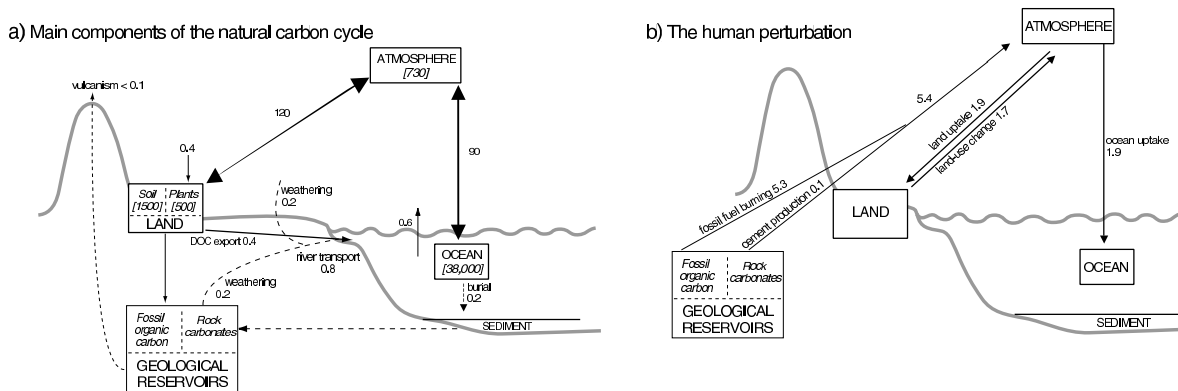 a) Main components of the natural carbon cycle
ATMOSPHERE
[730]
vulcanism < 0.1
120
90
0.4
Soil
[1500]
Plants
[500]
LAND
weathering
0.2
0.6
DOC export 0.4
river transport
0.8
OCEAN
[38,000]
weathering
0.2
burial
0.2
SEDIMENT
Fossil
organic
carbon
Rock
carbonates
GEOLOGICAL
RESERVOIRS
b) The human perturbation
ATMOSPHERE
5.4
land uptake 1.9
land-use change 1.7
ocean uptake
1.9
fossil fuel burning 5.3
cement production 0.1
LAND
OCEAN
Fossil
organic
carbon
Rock
carbonates
GEOLOGICAL
RESERVOIRS
SEDIMENT